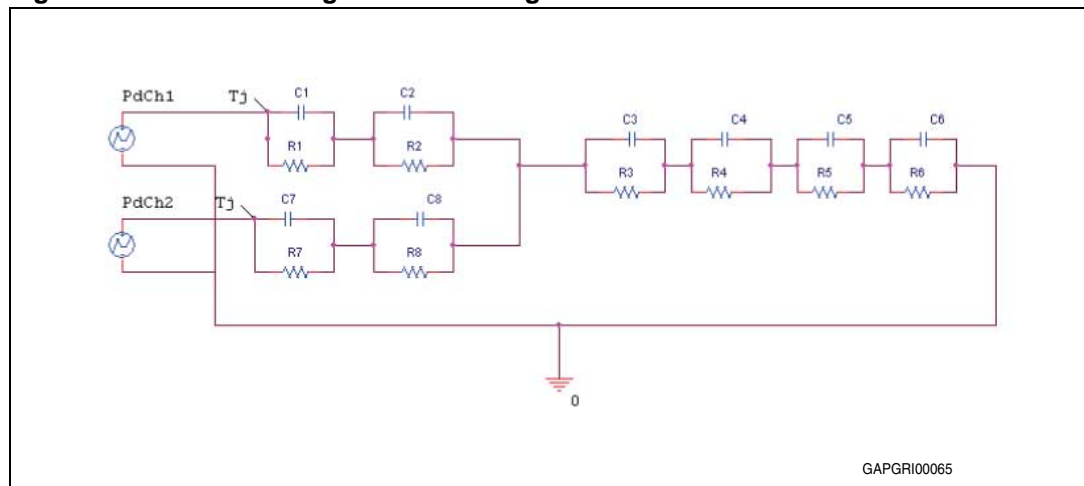 PdCh1
Tj
C1
C2
R1
R2
C3
C4
C5
C6
R3
R4
R5
R6
PdCh2
Tj
C7
C8
R7
R8
0
GAPGRI00065